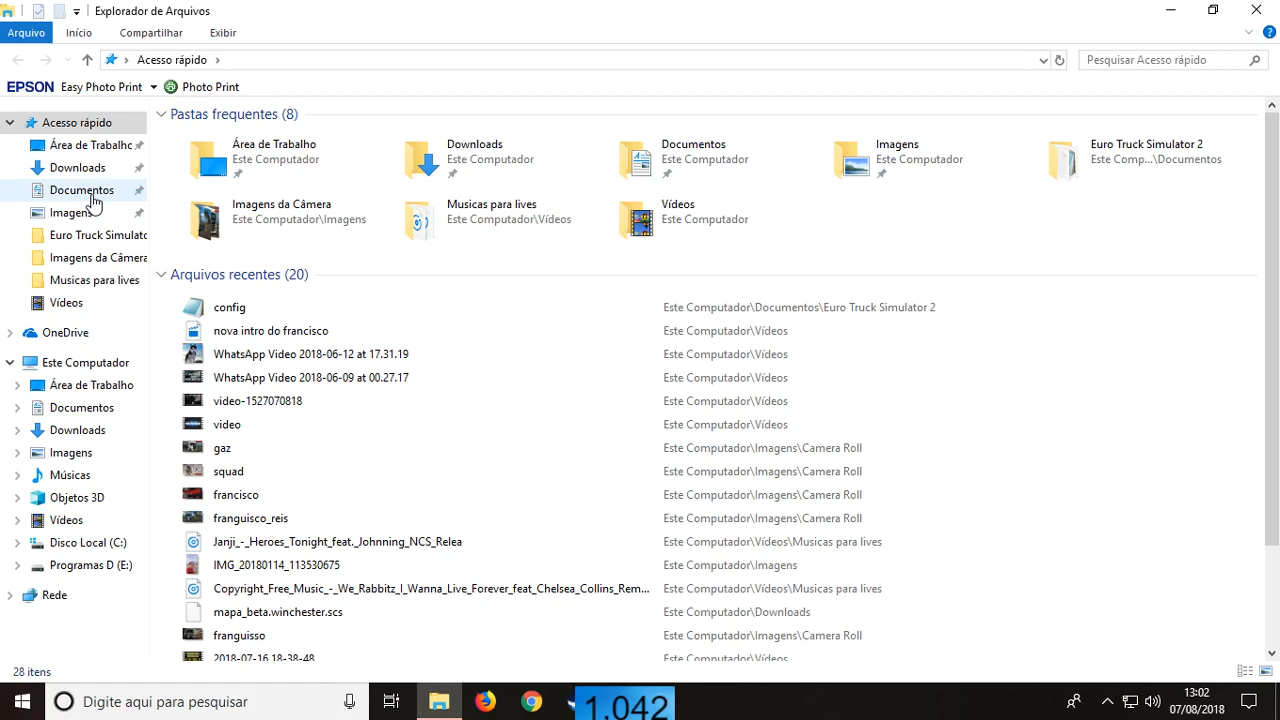 Explorador de Arquivos
Arquivo Início Compartilhar Exibir
Acesso rápido Pesquisar Acesso rápido
EPSON Easy Photo Print Photo Print
Acesso rápido
Área de Trabalho
Downloads
Documentos
Imagens
Euro Truck Simulato
Imagens da Câmera
Musicas para lives
Vídeos
OneDrive
Este Computador
Área de Trabalho
Documentos
Downloads
Imagens
Músicas
Objetos 3D
Vídeos
Disco Local (C:)
Programas D (E:)
Rede
Pastas frequentes (8)
Área de Trabalho
Este Computador
Downloads
Este Computador
Documentos
Este Computador
Imagens
Este Computador
Euro Truck Simulator 2
Este Comp...\Documentos
Imagens da Câmera
Este Computador\Imagens
Musicas para lives
Este Computador\Vídeos
Vídeos
Este Computador
Arquivos recentes (20)
config Este Computador\Documentos\Euro Truck Simulator 2
nova intro do francisco Este Computador\Vídeos
WhatsApp Video 2018-06-12 at 17.31.19 Este Computador\Vídeos
WhatsApp Video 2018-06-09 at 00.27.17 Este Computador\Vídeos
video-1527070818 Este Computador\Vídeos
video Este Computador\Vídeos
gaz Este Computador\Imagens\Camera Roll
squad Este Computador\Imagens\Camera Roll
francisco Este Computador\Imagens\Camera Roll
franguisco_reis Este Computador\Imagens\Camera Roll
Janji_-_Heroes_Tonight_feat._Johnning_NCS_Relea Este Computador\Vídeos\Musicas para lives
IMG_20180114_113530675 Este Computador\Imagens
Copyright_Free_Music_-_We_Rabbitz_I_Wanna_Live_Forever_feat_Chelsea_Collins_Rem... Este Computador\Vídeos\Musicas para lives
mapa_beta.winchester.scs Este Computador\Downloads
franguisso Este Computador\Imagens\Camera Roll
2018-07-16 18-38-48 Este Computador\Vídeos
28 itens
Digite aqui para pesquisar
1.042
13:02
07/08/2018